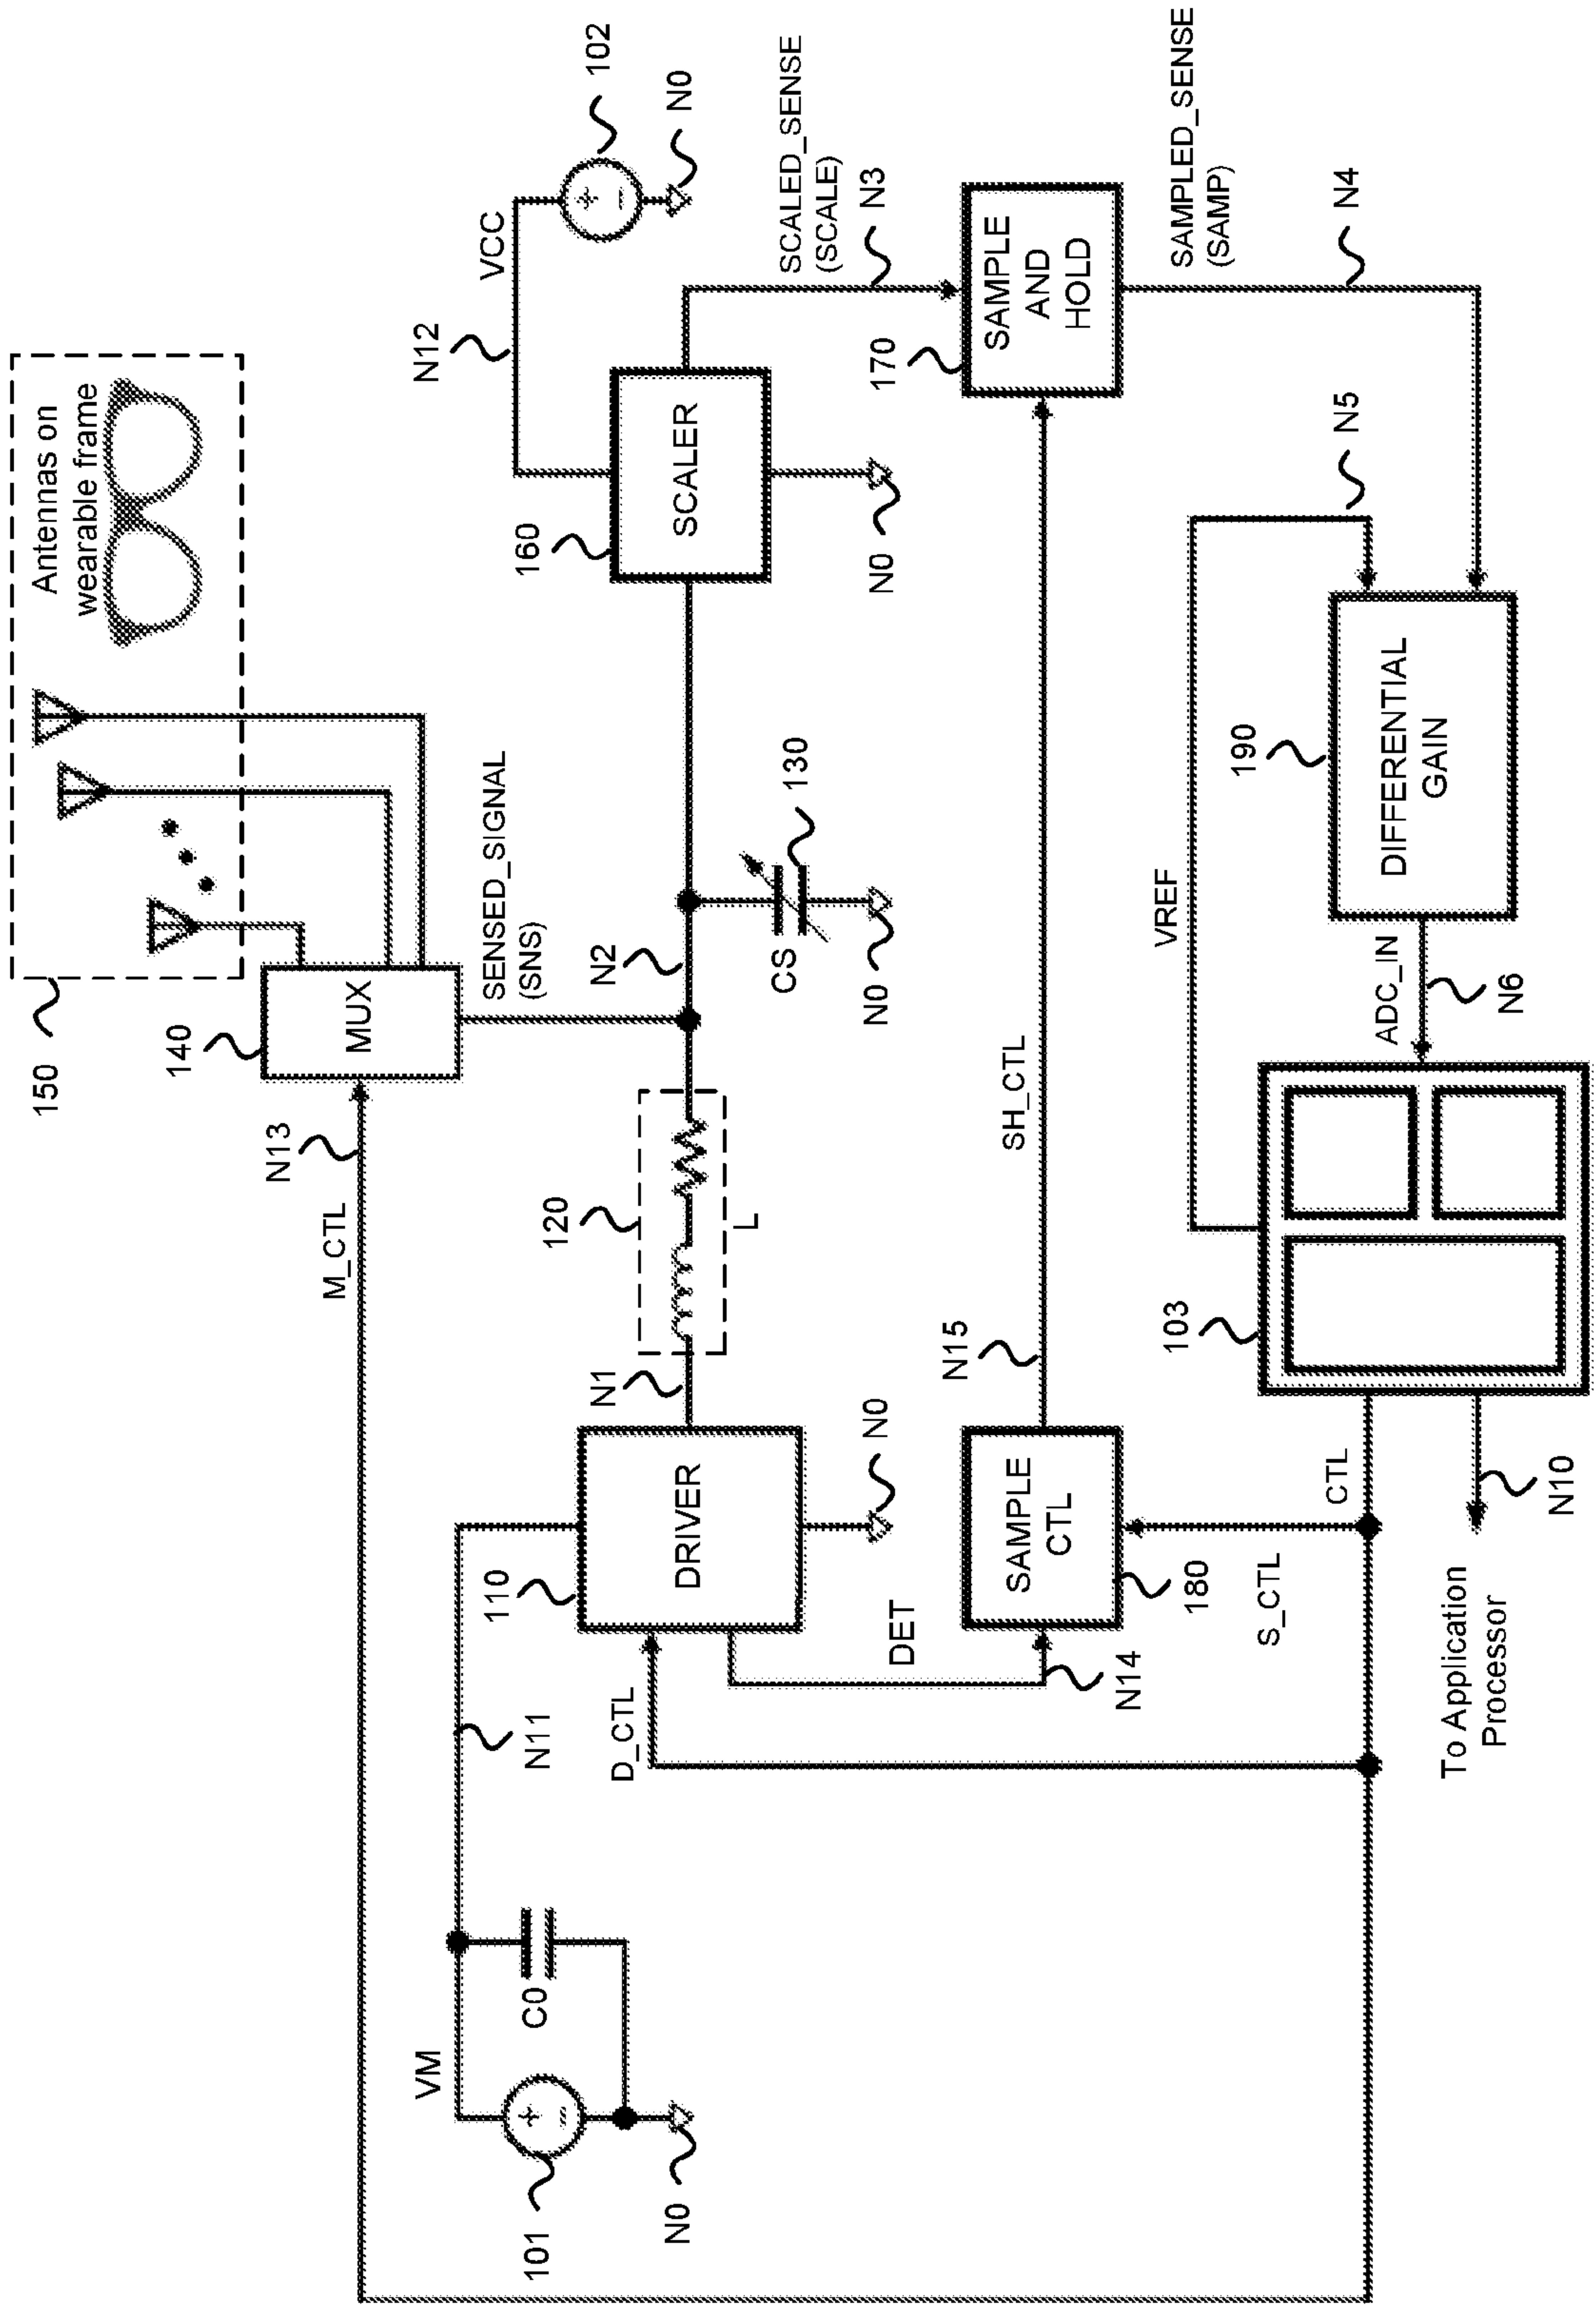 150
Antennas on
wearable frame
140
MUX
N13
M_CTL
SENSED_SIGNAL
(SNS)
N12
VCC
102
N0
VM
N11
101
C0
N0
110
DRIVER
D_CTL
N0
N1
120
L
N2
CS
130
N0
160
SCALER
N0
SCALED_SENSE
(SCALE)
N3
DET
N14
SAMPLE
CTL
180
S_CTL
N15
SH_CTL
170
SAMPLE
AND
HOLD
SAMPLED_SENSE
(SAMP)
N4
CTL
N10
To Application
Processor
103
VREF
N5
ADC_IN
N6
190
DIFFERENTIAL
GAIN